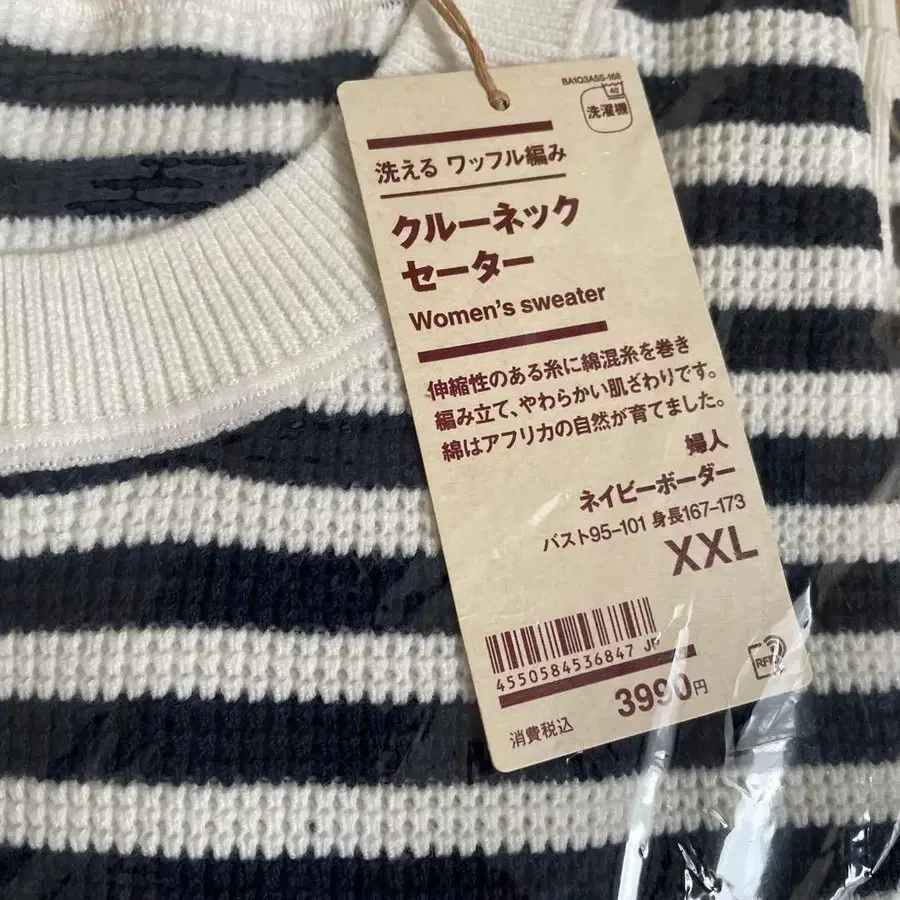 BA1Q3A5S-168
40
洗濯機
洗える ワッフル編み
クルーネック
セーター
Women's sweater
伸縮性のある糸に綿混糸を巻き
編み立て、やわらかい肌ざわりです。
綿はアフリカの自然が育てました。
婦人
ネイビーボーダー
バスト95-101 身長167-173
XXL
4550584536847 JP
RFID
消費税込 3990円